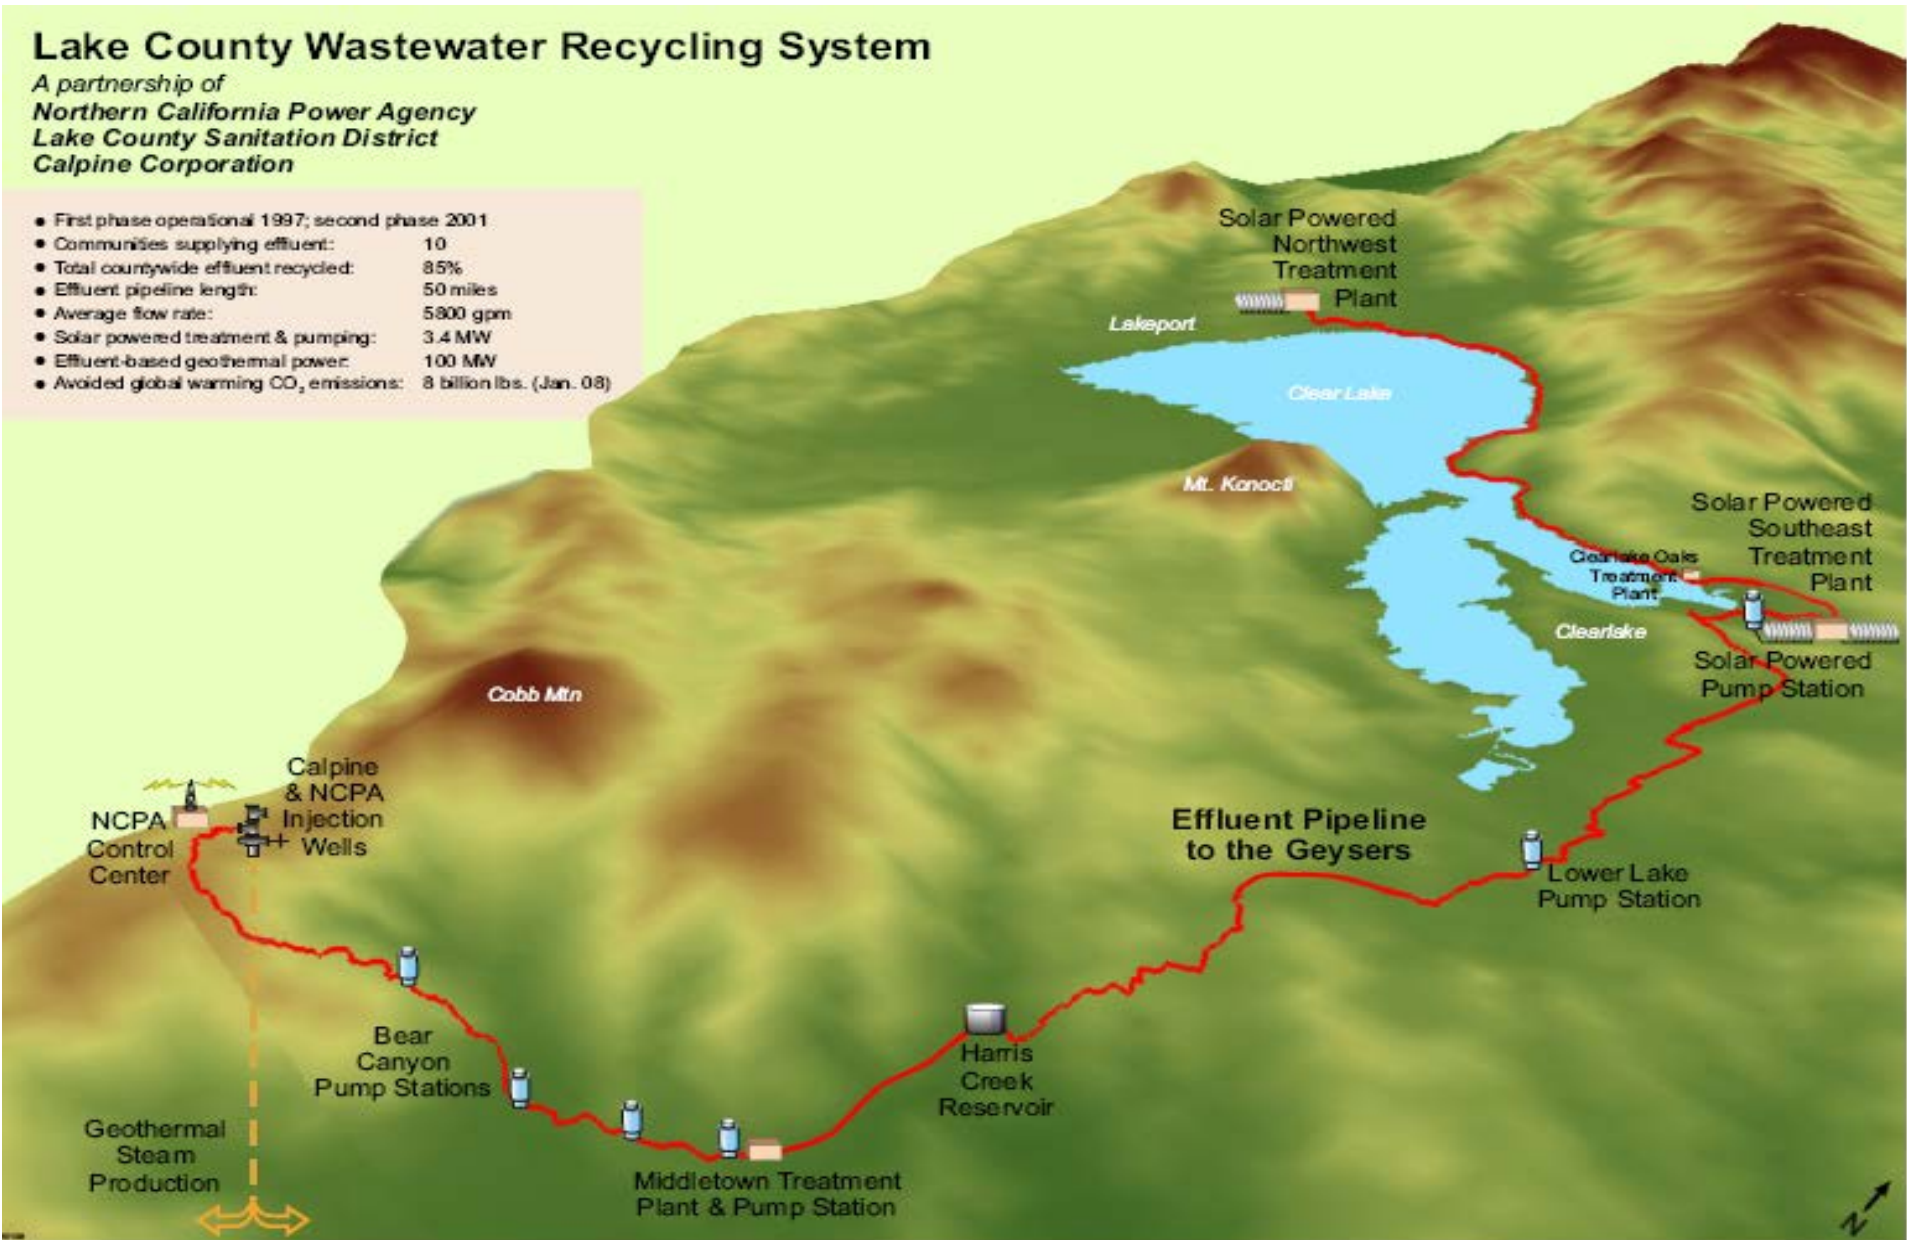 Lake County Wastewater Recycling System
A partnership of
Northern California Power Agency
Lake County Sanitation District
Calpine Corporation
● First phase operational 1997; second phase 2001
● Communities supplying effluent: 10
● Total countywide effluent recycled: 85%
● Effluent pipeline length: 50 miles
● Average flow rate: 5800 gpm
● Solar powered treatment & pumping: 3.4 MW
● Effluent-based geothermal power: 100 MW
● Avoided global warming CO₂ emissions: 8 billion lbs. (Jan. 08)
Solar Powered
Northwest
Treatment
Plant
Lakeport
Clear Lake
Mt. Konocti
Solar Powered
Southeast
Treatment
Plant
Clearlake Oaks
Treatment
Plant
Clearlake
Solar Powered
Pump Station
Cobb Mtn
Calpine
& NCPA
Injection
Wells
NCPA
Control
Center
Effluent Pipeline
to the Geysers
Lower Lake
Pump Station
Bear
Canyon
Pump Stations
Harris
Creek
Reservoir
Geothermal
Steam
Production
Middletown Treatment
Plant & Pump Station
N